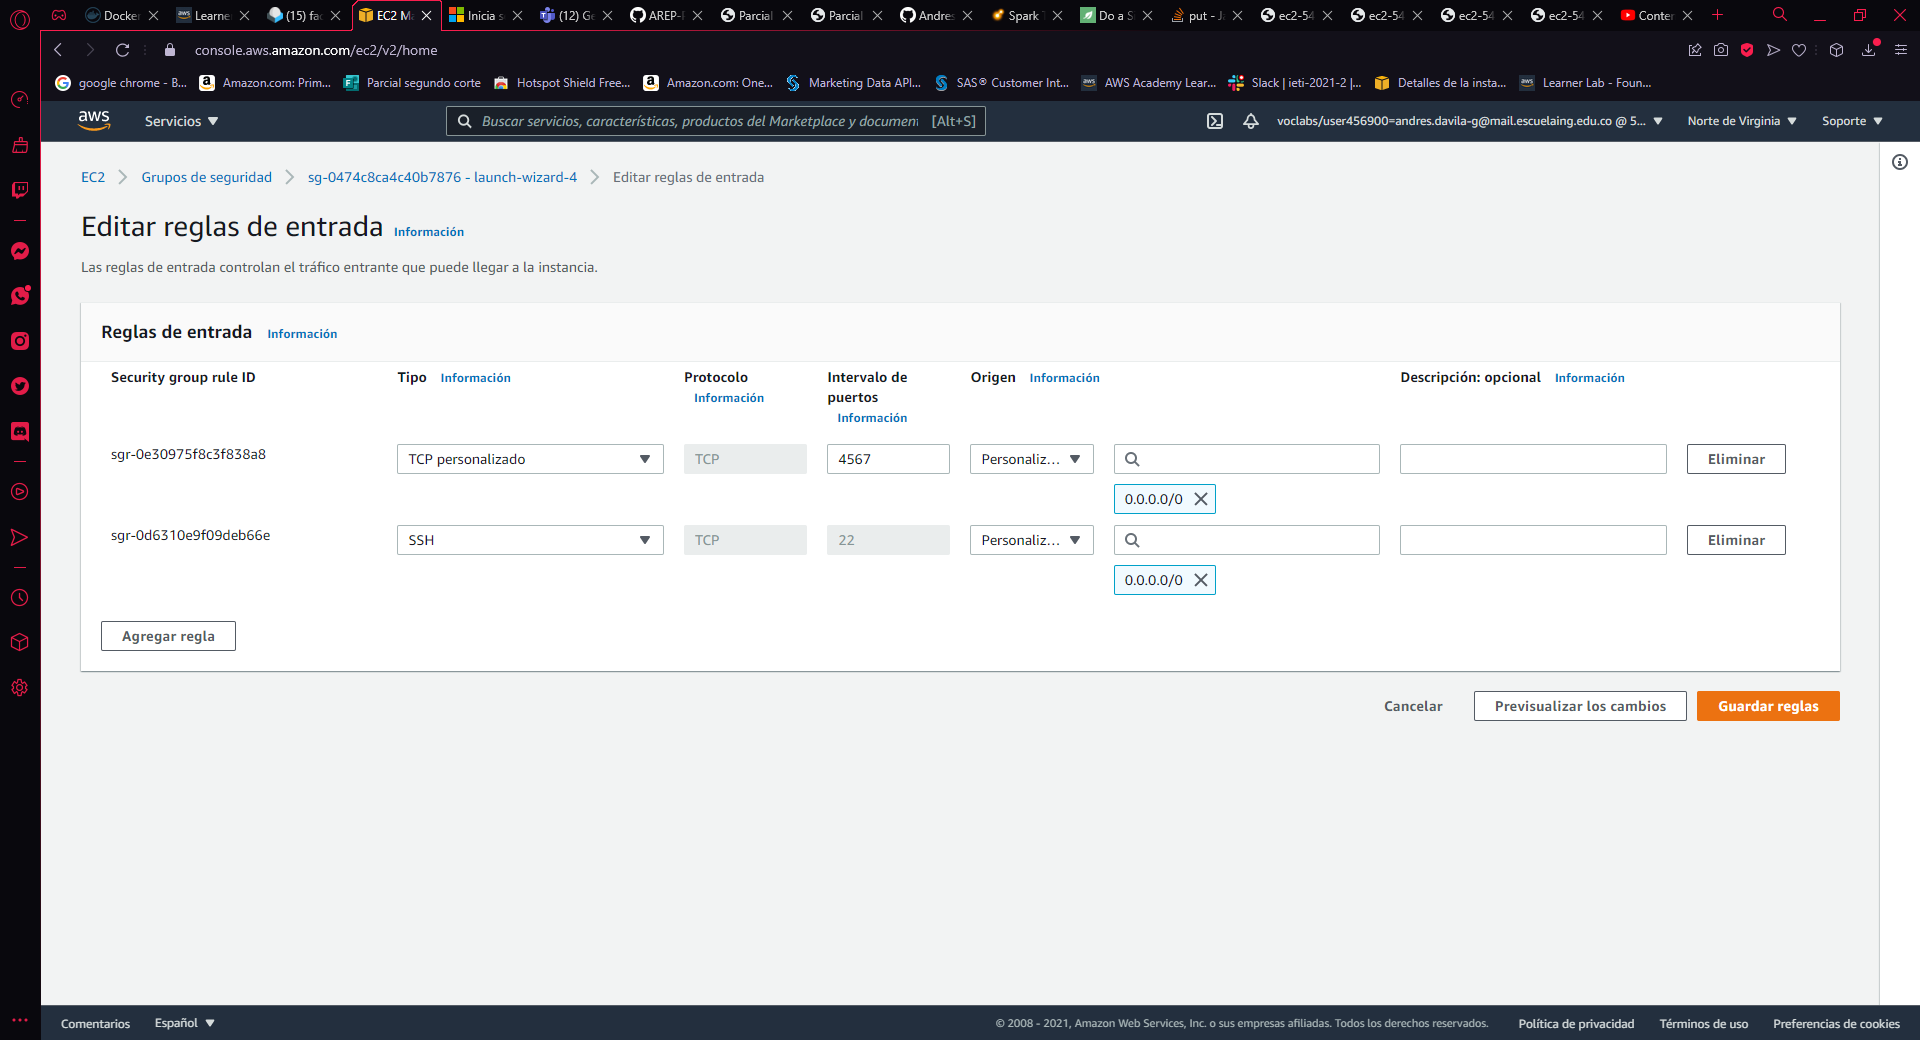 Docker
Learner
(15) fac
EC2 Ma
Inicia s
(12) Ge
AREP-
Parcial
Parcial
Andres
Spark
Do a S
put - J
ec2-54
ec2-54
ec2-54
ec2-54
Conter
console.aws.amazon.com/ec2/v2/home
google chrome - B...
Amazon.com: Prim...
Parcial segundo corte
Hotspot Shield Free...
Amazon.com: One...
Marketing Data API...
SAS® Customer Int...
AWS Academy Lear...
Slack | ieti-2021-2 |...
Detalles de la insta...
Learner Lab - Foun...
aws
Servicios
Buscar servicios, características, productos del Marketplace y document
[Alt+S]
voclabs/user456900=andres.davila-g@mail.escuelaing.edu.co @ 5...
Norte de Virginia
Soporte
EC2
Grupos de seguridad
sg-0474c8ca4c40b7876 - launch-wizard-4
Editar reglas de entrada
Editar reglas de entrada Información
Las reglas de entrada controlan el tráfico entrante que puede llegar a la instancia.
Reglas de entrada Información
Security group rule ID
Tipo Información
Protocolo
Información
Intervalo de
puertos
Información
Origen Información
Descripción: opcional Información
sgr-0e30975f8c3f838a8
TCP personalizado
TCP
4567
Personaliz...
Eliminar
0.0.0.0/0
sgr-0d6310e9f09deb66e
SSH
TCP
22
Personaliz...
Eliminar
0.0.0.0/0
Agregar regla
Cancelar
Previsualizar los cambios
Guardar reglas
Comentarios
Español
© 2008 - 2021, Amazon Web Services, Inc. o sus empresas afiliadas. Todos los derechos reservados.
Política de privacidad
Términos de uso
Preferencias de cookies